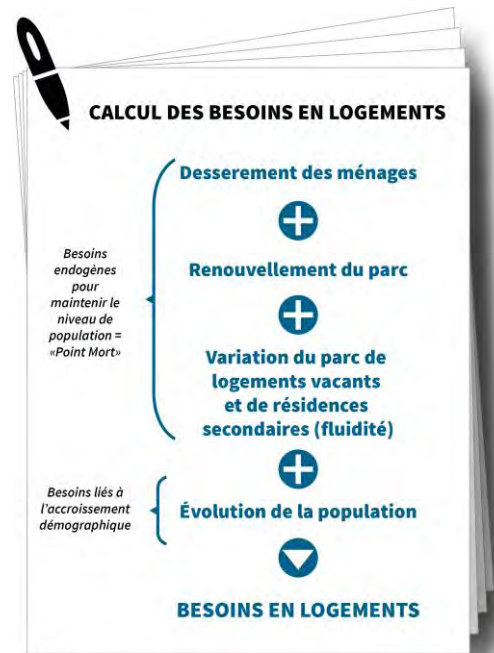 CALCUL DES BESOINS EN LOGEMENTS
Desserement des ménages
Besoins
endogènes
pour
maintenir le
niveau de
population =
«Point Mort»
Renouvellement du parc
Variation du parc de
logements vacants
et de résidences
secondaires (fluidité)
Besoins liés à
l'accroissement
démographique
Évolution de la population
BESOINS EN LOGEMENTS